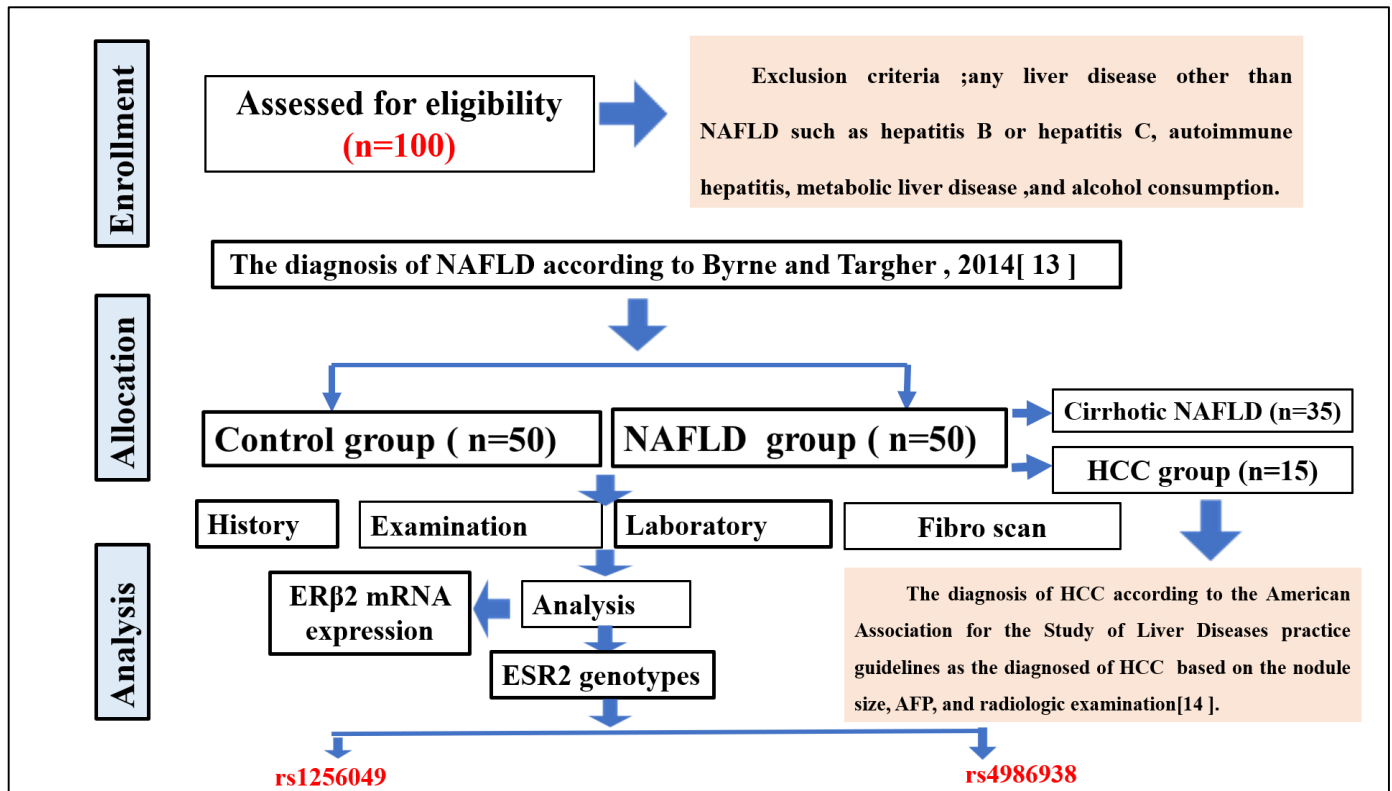 Enrollment
Assessed for eligibility
(n=100)
Exclusion criteria ;any liver disease other than
NAFLD such as hepatitis B or hepatitis C, autoimmune
hepatitis, metabolic liver disease ,and alcohol consumption.
The diagnosis of NAFLD according to Byrne and Targher , 2014[ 13 ]
Allocation
Control group ( n=50)
NAFLD group ( n=50)
Cirrhotic NAFLD (n=35)
HCC group (n=15)
History
Examination
Laboratory
Fibro scan
Analysis
ERβ2 mRNA
expression
Analysis
ESR2 genotypes
The diagnosis of HCC according to the American
Association for the Study of Liver Diseases practice
guidelines as the diagnosed of HCC based on the nodule
size, AFP, and radiologic examination[14 ].
rs1256049
rs4986938